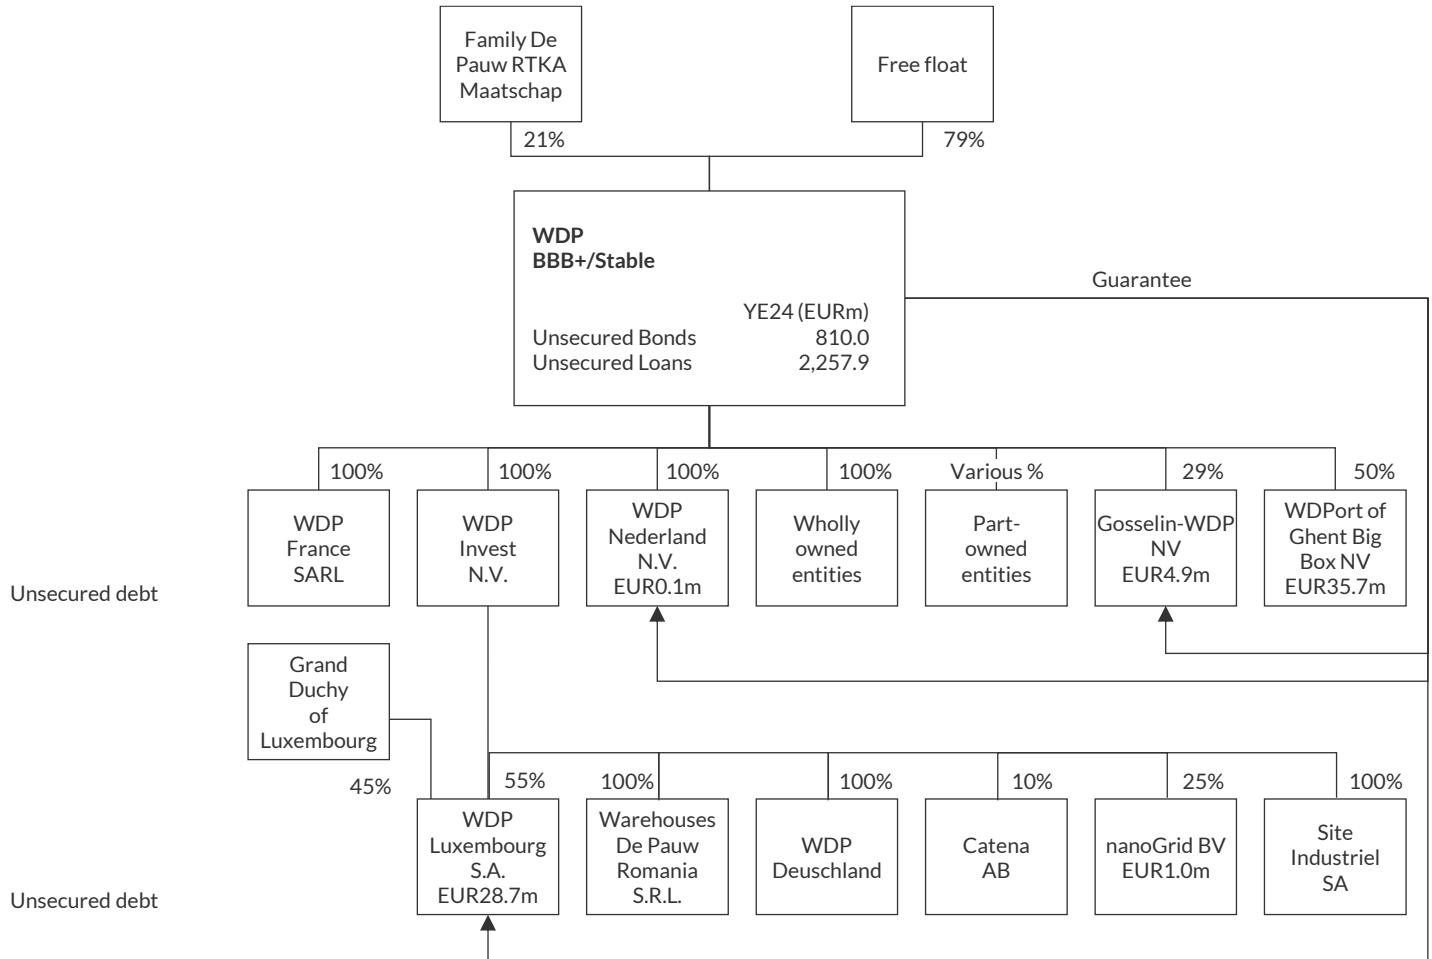 Family De
Pauw RTKA
Maatschap
Free float
21%
79%
WDP
BBB+/Stable
YE24 (EURm)
Unsecured Bonds 810.0
Unsecured Loans 2,257.9
Guarantee
100%
100%
100%
100%
Various %
29%
50%
WDP
France
SARL
WDP
Invest
N.V.
WDP
Nederland
N.V.
EUR0.1m
Wholly
owned
entities
Part-
owned
entities
Gosselin-WDP
NV
EUR4.9m
WDPort of
Ghent Big
Box NV
EUR35.7m
Unsecured debt
Grand
Duchy
of
Luxembourg
45%
55%
100%
100%
10%
25%
100%
WDP
Luxembourg
S.A.
EUR28.7m
Warehouses
De Pauw
Romania
S.R.L.
WDP
Deuschland
Catena
AB
nanoGrid BV
EUR1.0m
Site
Industriel
SA
Unsecured debt